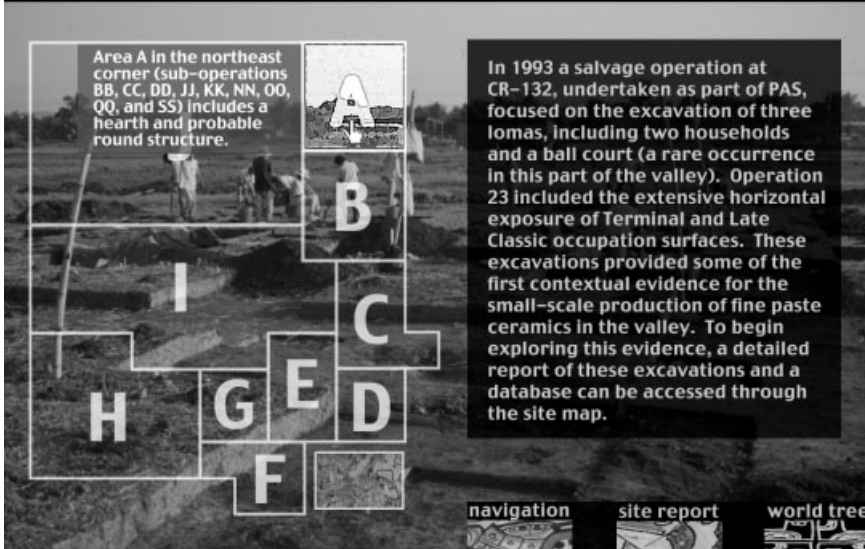 Area A in the northeast
corner (sub-operations
BB, CC, DD, JJ, KK, NN, OO,
QQ, and SS) includes a
hearth and probable
round structure.
A
B
I
C
E
G
D
H
F
In 1993 a salvage operation at
CR-132, undertaken as part of PAS,
focused on the excavation of three
lomas, including two households
and a ball court (a rare occurrence
in this part of the valley). Operation
23 included the extensive horizontal
exposure of Terminal and Late
Classic occupation surfaces. These
excavations provided some of the
first contextual evidence for the
small-scale production of fine paste
ceramics in the valley. To begin
exploring this evidence, a detailed
report of these excavations and a
database can be accessed through
the site map.
navigation
site report
world tree